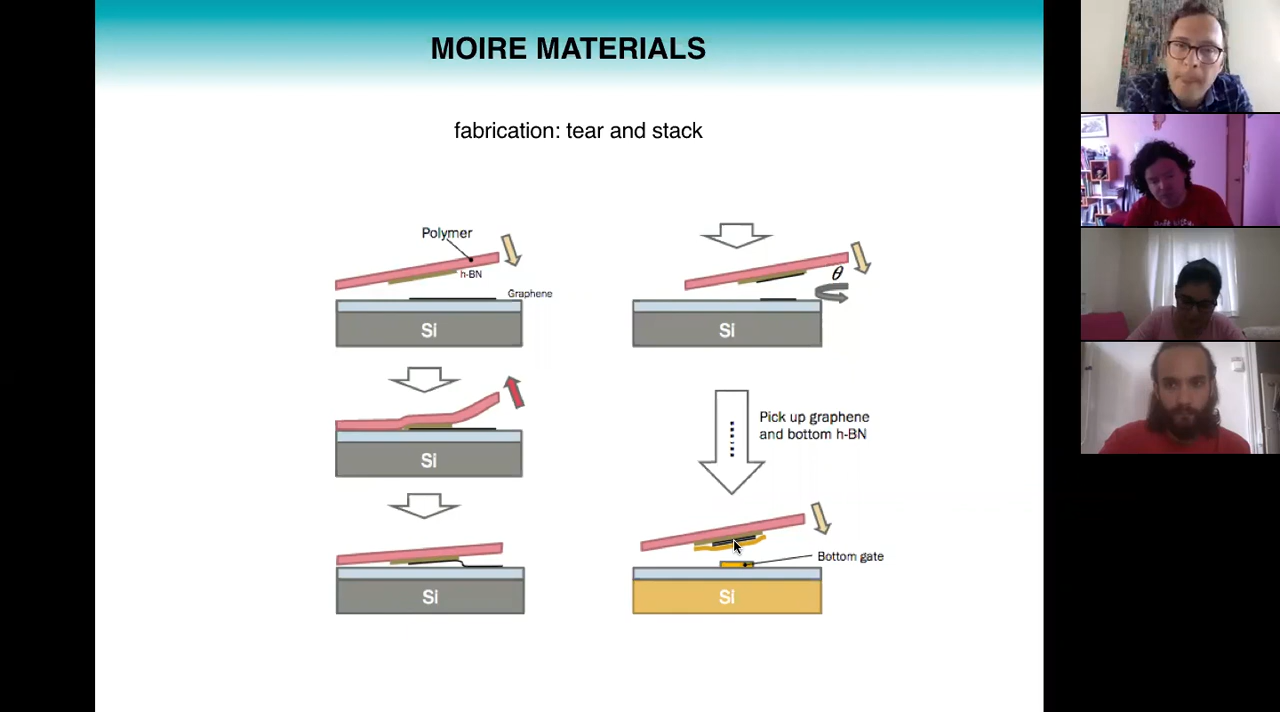 MOIRE MATERIALS
fabrication: tear and stack
Polymer
h-BN
Graphene
Si
Si
Si
θ
Si
Pick up graphene
and bottom h-BN
Bottom gate
Si